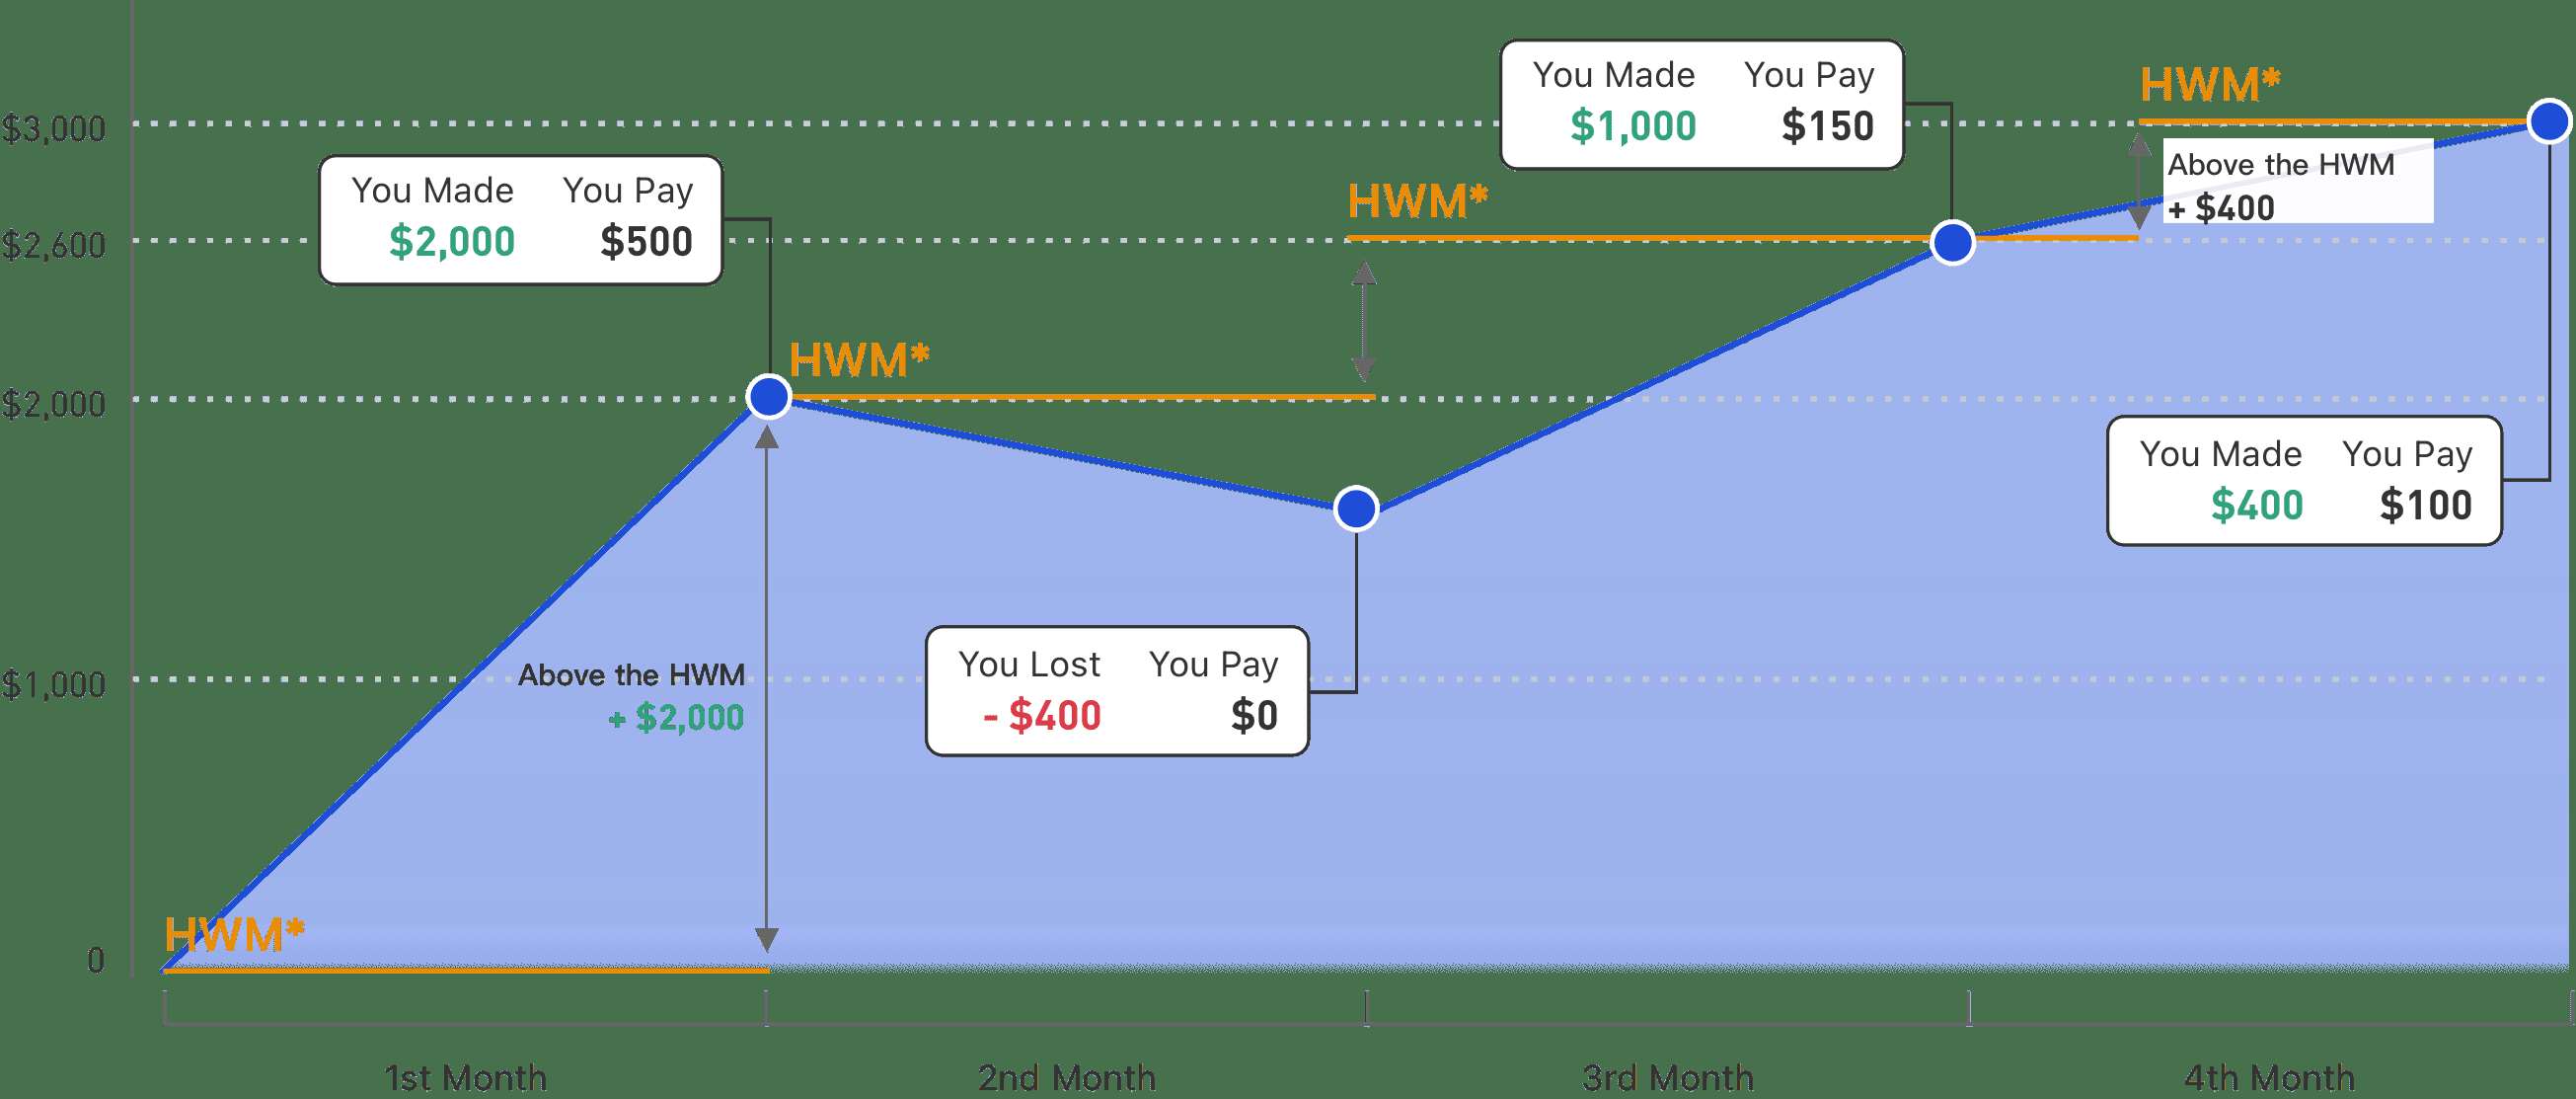 $3,000
$2,600
$2,000
$1,000
0
You Made You Pay
$2,000 $500
HWM*
Above the HWM
+ $2,000
HWM*
You Lost You Pay
- $400 $0
HWM*
You Made You Pay
$1,000 $150
HWM*
Above the HWM
+ $400
You Made You Pay
$400 $100
1st Month 2nd Month 3rd Month 4th Month